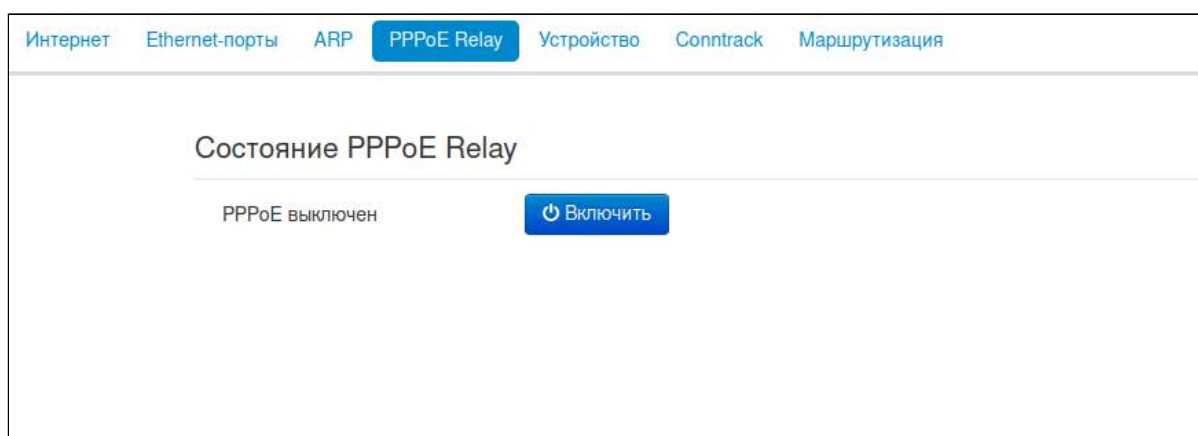 Интернет Ethernet-порты ARP PPPoE Relay Устройство Conntrack Маршрутизация
Состояние PPPoE Relay
PPPoE выключен Включить